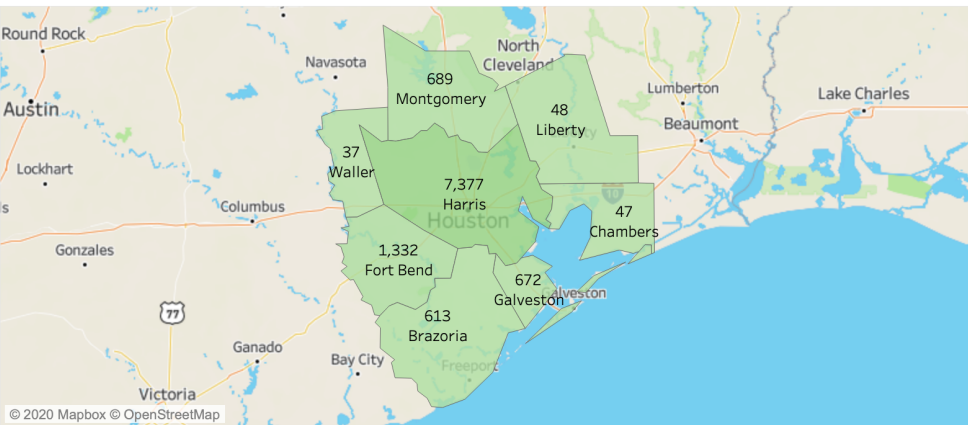 Round Rock
North
Cleveland
Navasota
689
Montgomery
Lumberton
Lake Charles
Austin
48
Liberty
Beaumont
37
Waller
Lockhart
7,377
Harris
10
Columbus
Houston
47
Chambers
Gonzales
1,332
Fort Bend
672
Galveston
Galveston
77
613
Brazoria
Ganado
Bay City
Freeport
Victoria
© 2020 Mapbox © OpenStreetMap